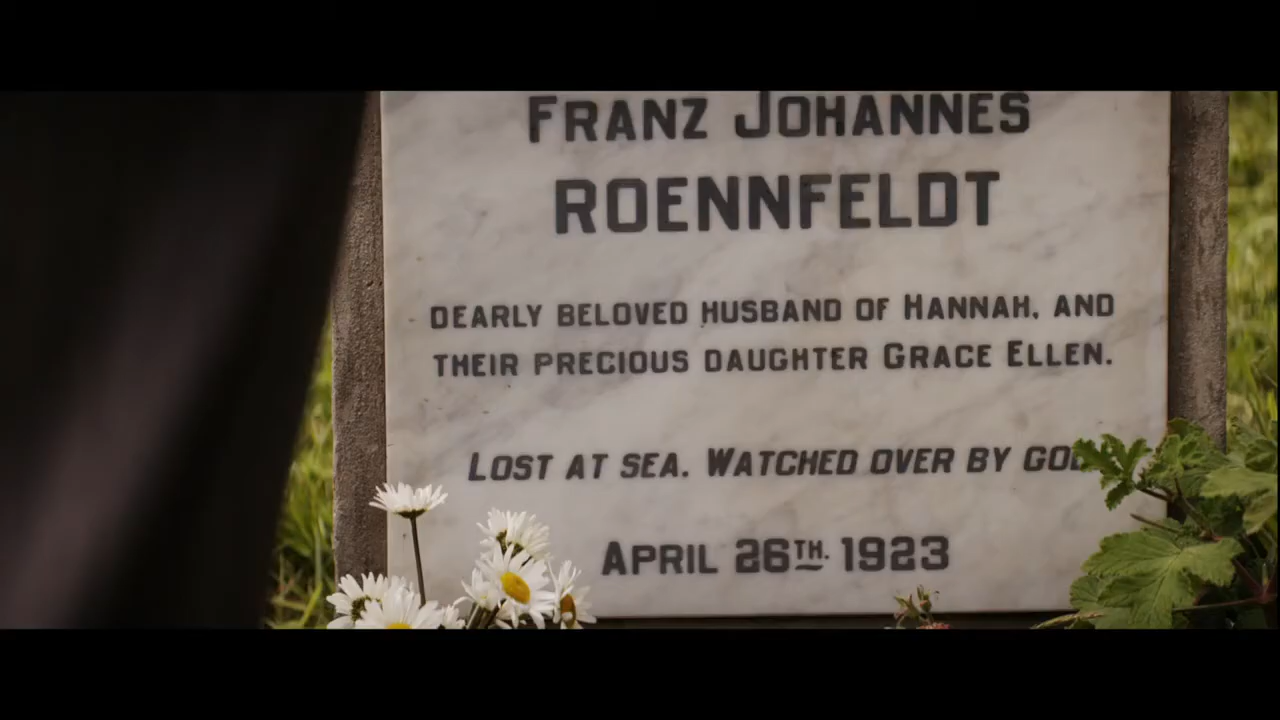 FRANZ JOHANNES
ROENNFELDT
DEARLY BELOVED HUSBAND OF HANNAH, AND
THEIR PRECIOUS DAUGHTER GRACE ELLEN.
LOST AT SEA. WATCHED OVER BY GOD
APRIL 26TH. 1923